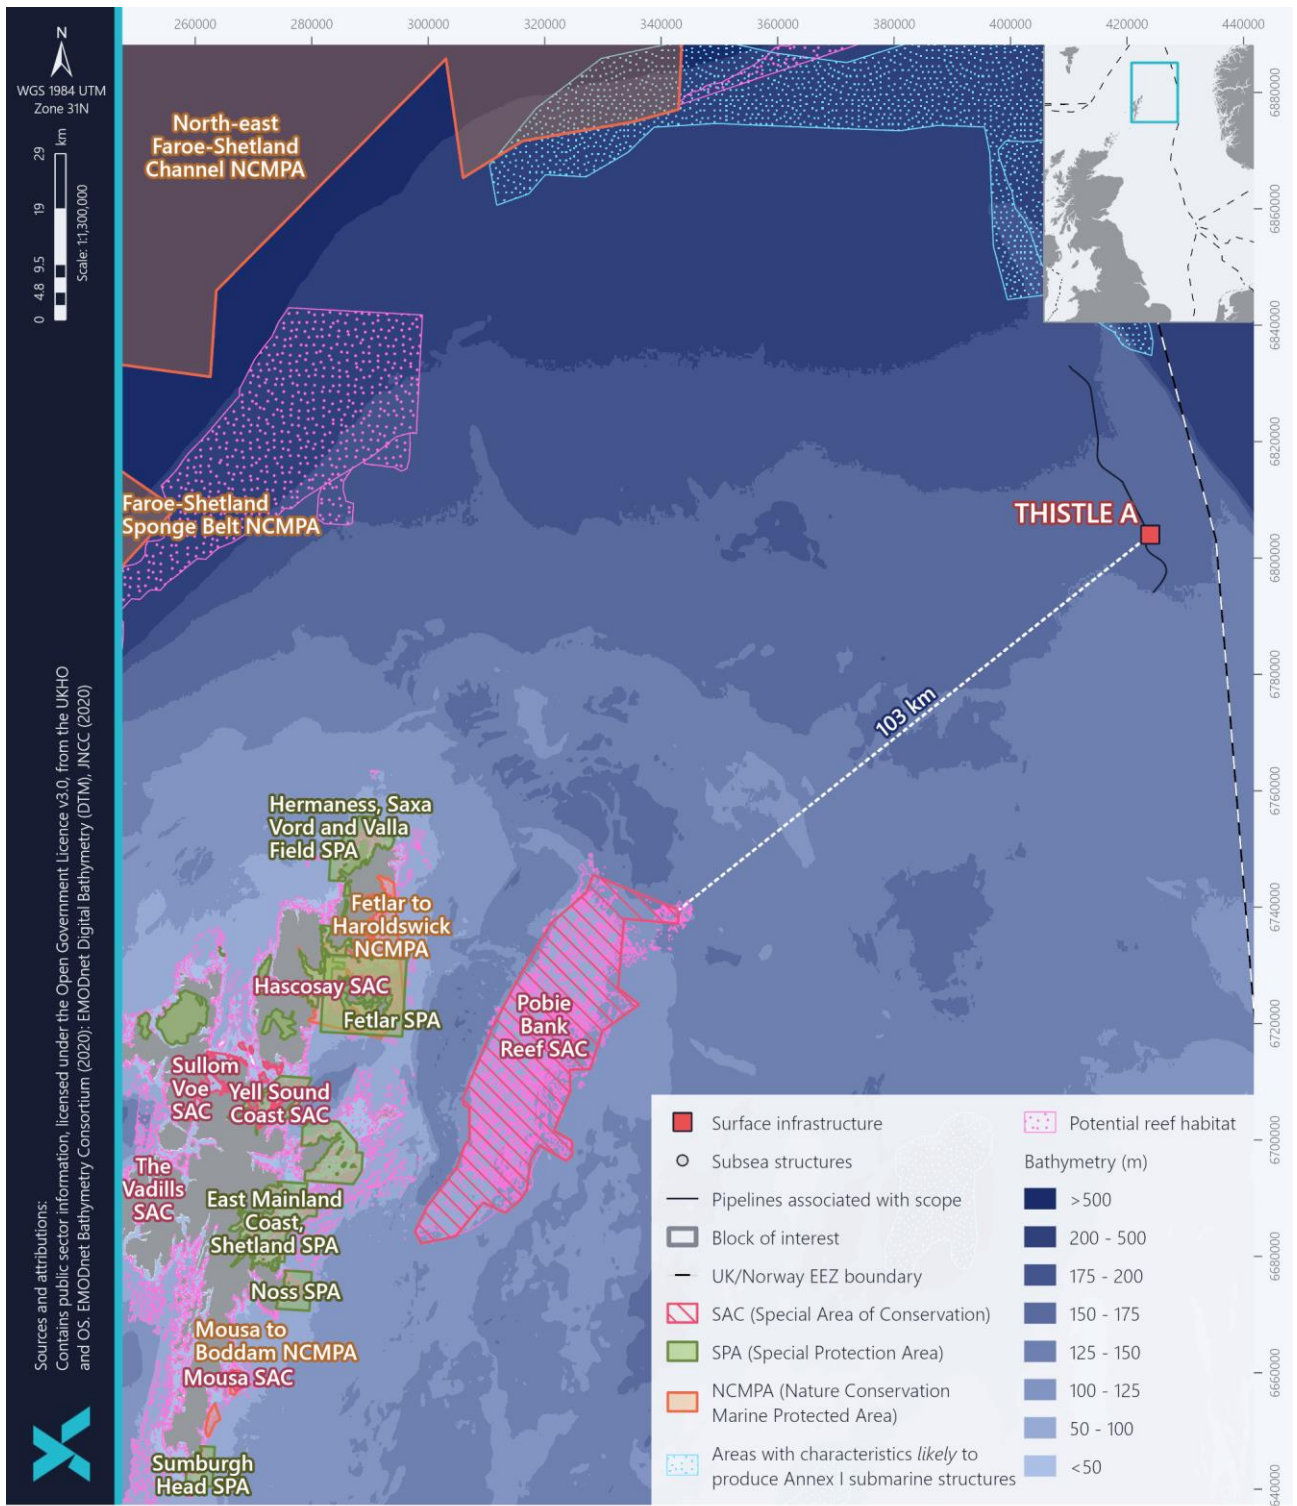 260000 280000 300000 320000 340000 360000 380000 400000 420000 440000
N
WGS 1984 UTM
Zone 31N
0 4.8 9.5 19 29 km
Scale: 1:1,300,000
Sources and attributions:
Contains public sector information, licensed under the Open Government Licence v3.0, from the UKHO
and OS. EMODnet Bathymetry Consortium (2020): EMODnet Digital Bathymetry (DTM), JNCC (2020)
North-east
Faroe-Shetland
Channel NCMPA
Faroe-Shetland
Sponge Belt NCMPA
THISTLE A
103 km
Hermaness, Saxa
Vord and Valla
Field SPA
Fetlar to
Haroldswick
NCMPA
Hascosay SAC
Fetlar SPA
Pobie
Bank
Reef SAC
Sullom
Voe
SAC
Yell Sound
Coast SAC
The
Vadills
SAC
East Mainland
Coast,
Shetland SPA
Noss SPA
Mousa to
Boddam NCMPA
Mousa SAC
Sumburgh
Head SPA
6880000
6860000
6840000
6820000
6800000
6780000
6760000
6740000
6720000
6700000
6680000
6660000
6640000
Surface infrastructure
Subsea structures
Pipelines associated with scope
Block of interest
UK/Norway EEZ boundary
SAC (Special Area of Conservation)
SPA (Special Protection Area)
NCMPA (Nature Conservation
Marine Protected Area)
Areas with characteristics likely to
produce Annex I submarine structures
Potential reef habitat
Bathymetry (m)
>500
200 - 500
175 - 200
150 - 175
125 - 150
100 - 125
50 - 100
<50